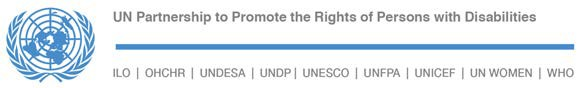 UN Partnership to Promote the Rights of Persons with Disabilities
ILO | OHCHR | UNDESA | UNDP | UNESCO | UNFPA | UNICEF | UN WOMEN | WHO